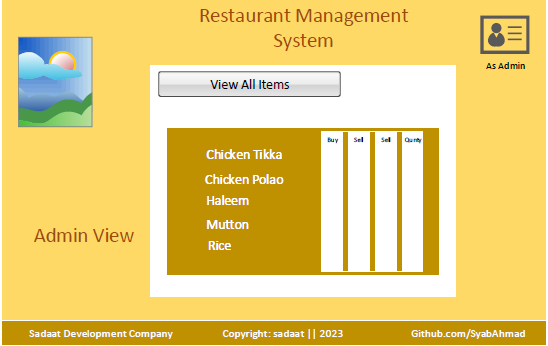 Restaurant Management
System
As Admin
View All Items
Buy Sell Sell Qunty
Chicken Tikka
Chicken Polao
Haleem
Mutton
Rice
Admin View
Sadaat Development Company Copyright: sadaat || 2023 Github.com/SyabAhmad